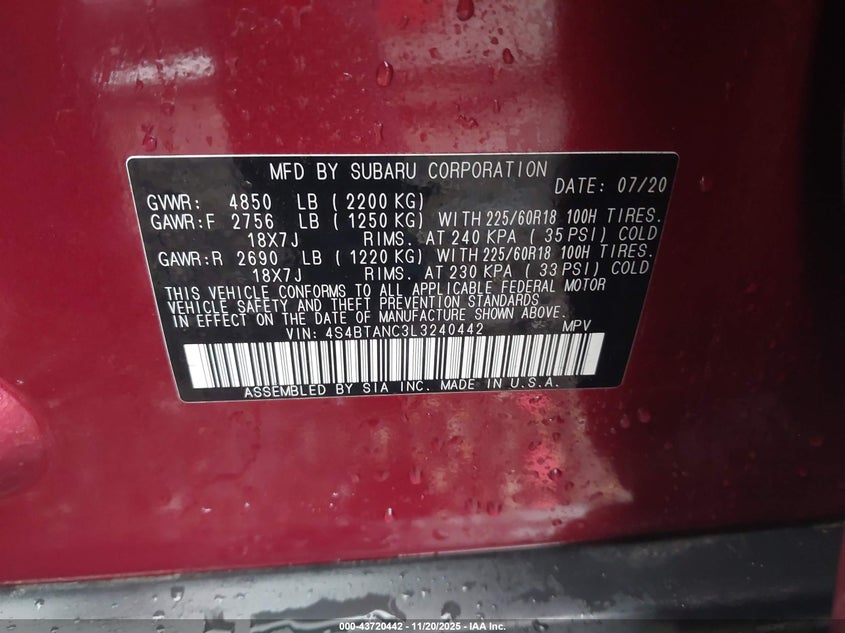 MFD BY SUBARU CORPORATION
DATE: 07/20
GVWR: 4850 LB ( 2200 KG)
GAWR:F 2756 LB ( 1250 KG) WITH 225/60R18 100H TIRES.
18X7J RIMS. AT 240 KPA ( 35 PSI) COLD
GAWR:R 2690 LB ( 1220 KG) WITH 225/60R18 100H TIRES.
18X7J RIMS. AT 230 KPA ( 33 PSI) COLD
THIS VEHICLE CONFORMS TO ALL APPLICABLE FEDERAL MOTOR
VEHICLE SAFETY AND THEFT PREVENTION STANDARDS
IN EFFECT ON THE DATE OF MANUFACTURE SHOWN ABOVE.
VIN: 4S4BTANC3L3240442 MPV
ASSEMBLED BY SIA INC. MADE IN U.S.A.
000-43720442 - 11/20/2025 - IAA Inc.